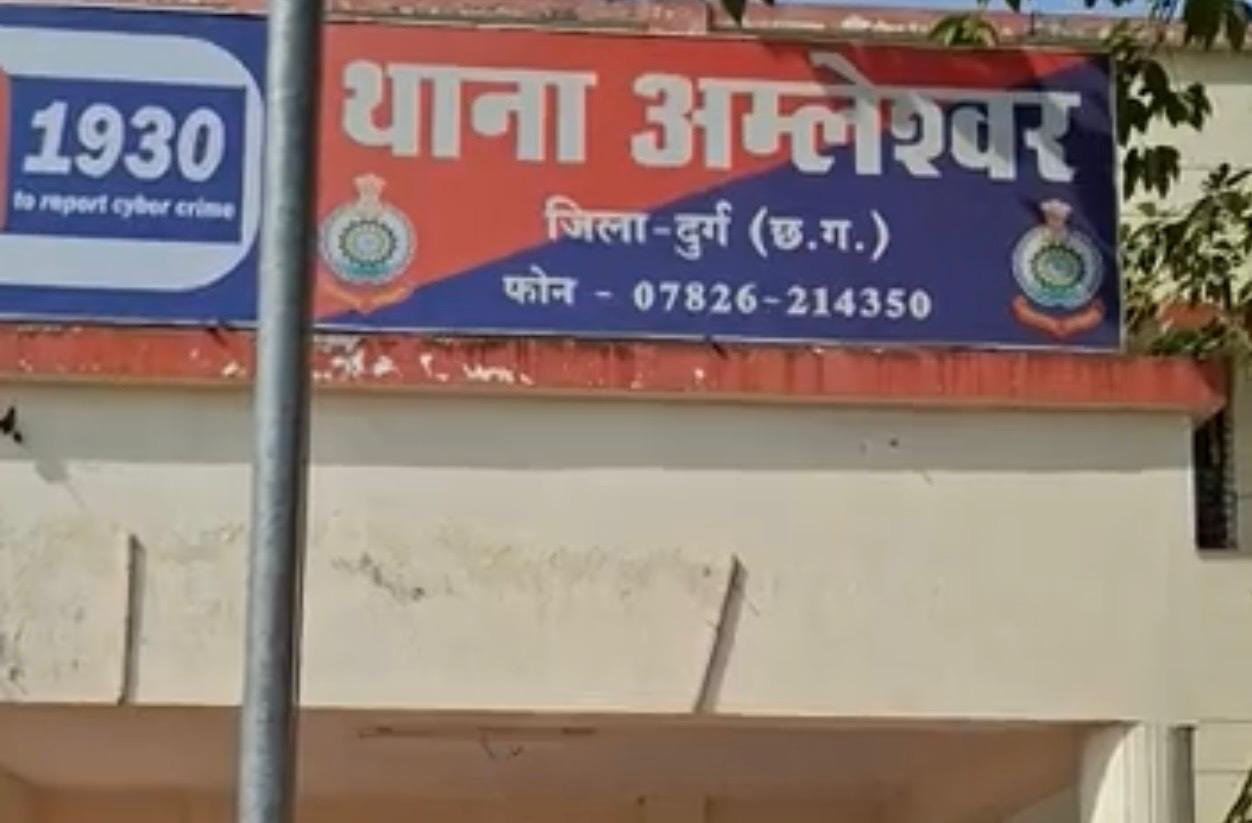 1930
to report cyber crime
थाना अम्लेश्वर
जिला-दुर्ग (छ.ग.)
फोन - 07826-214350